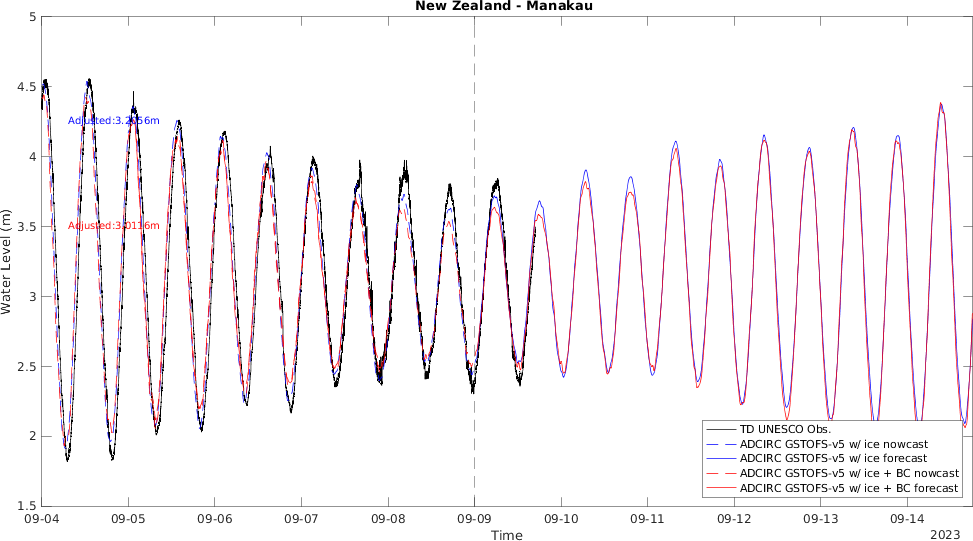 New Zealand - Manakau
5
4.5
4
3.5
3
2.5
2
1.5
Water Level (m)
Adjusted:3.0116m
TD UNESCO Obs.
ADCIRC GSTOFS-v5 w/ ice nowcast
ADCIRC GSTOFS-v5 w/ ice forecast
ADCIRC GSTOFS-v5 w/ ice + BC nowcast
ADCIRC GSTOFS-v5 w/ ice + BC forecast
09-04 09-05 09-06 09-07 09-08 09-09 09-10 09-11 09-12 09-13 09-14
Time
2023